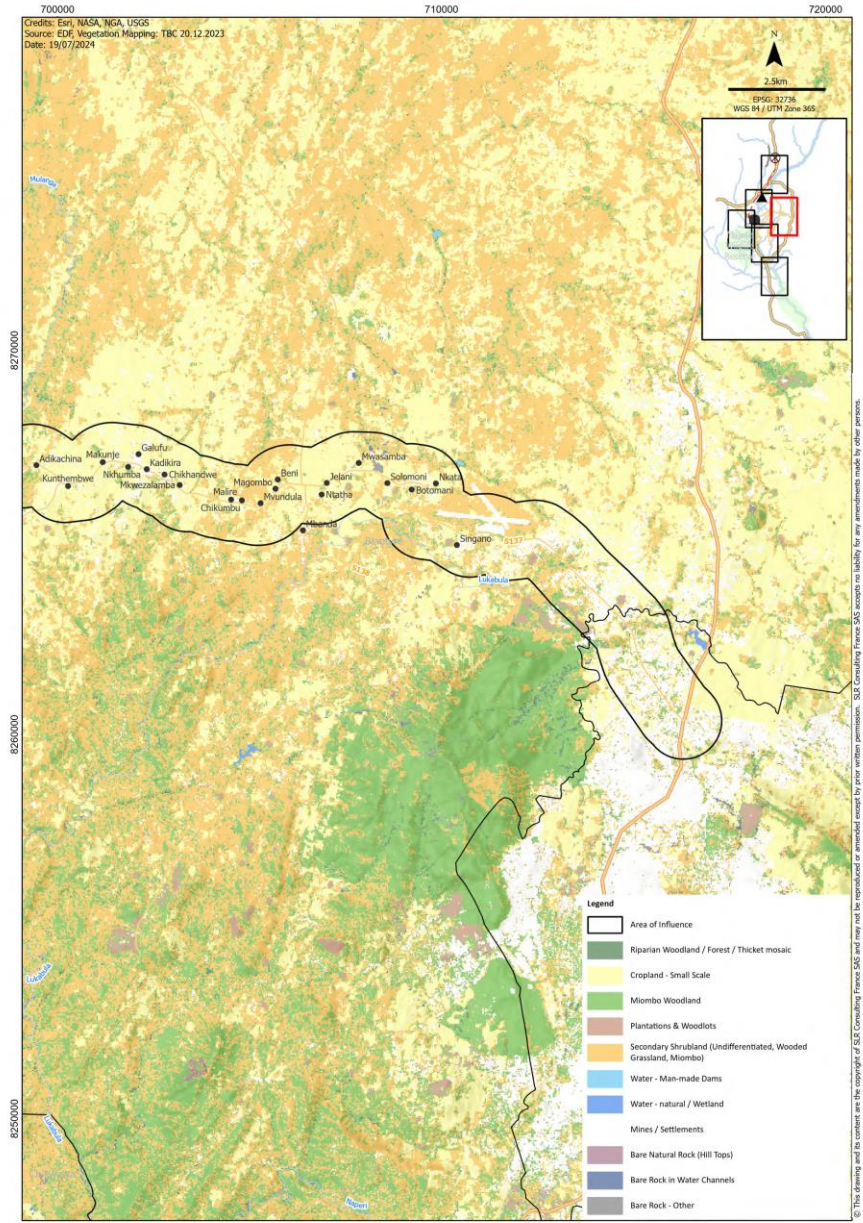 700000
710000
720000
Credits: Esri, NASA, NGA, USGS
Source: EDF, Vegetation Mapping: TBC 20.12.2023
Date: 19/07/2024
N
2.5km
EPSG: 32736
WGS 84 / UTM Zone 36S
Mulanga
8270000
Adikachina
Makunje
Galufu
Kadikira
Kunthembwe
Nkhumba
Chikhandwe
Mkwezalamba
Magombo
Beni
Malire
Chikumbu
Mvundula
Jelani
Ntatha
Mwasamba
Solomoni
Nkata
Botomani
Mbanda
Singano
S137
S138
Lukabula
8260000
Lukabula
8250000
Lukabula
Naperi
Legend
Area of Influence
Riparian Woodland / Forest / Thicket mosaic
Cropland - Small Scale
Miombo Woodland
Plantations & Woodlots
Secondary Shrubland (Undifferentiated, Wooded
Grassland, Miombo)
Water - Man-made Dams
Water - natural / Wetland
Mines / Settlements
Bare Natural Rock (Hill Tops)
Bare Rock in Water Channels
Bare Rock - Other
© This drawing and its content are the copyright of SLR Consulting France SAS and may not be reproduced or amended except by prior written permission. SLR Consulting France SAS accepts no liability for any amendments made by other persons.